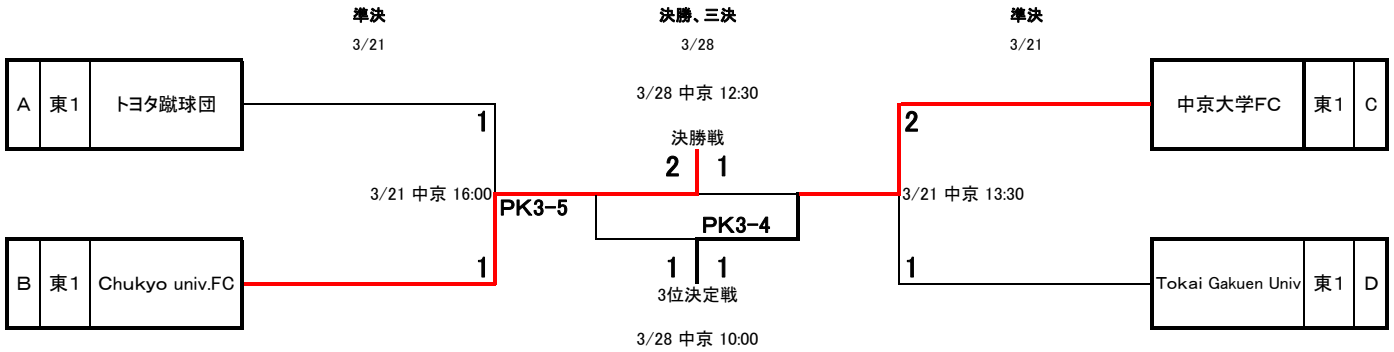 準決
決勝、三決
準決
3/21
3/28
3/21
A 東1 トヨタ蹴球団
3/28 中京 12:30
中京大学FC 東1 C
1
決勝戦
2
2 1
3/21 中京 16:00
3/21 中京 13:30
PK3-5
PK3-4
B 東1 Chukyo univ.FC
1
1 1
1
Tokai Gakuen Univ 東1 D
3位決定戦
3/28 中京 10:00